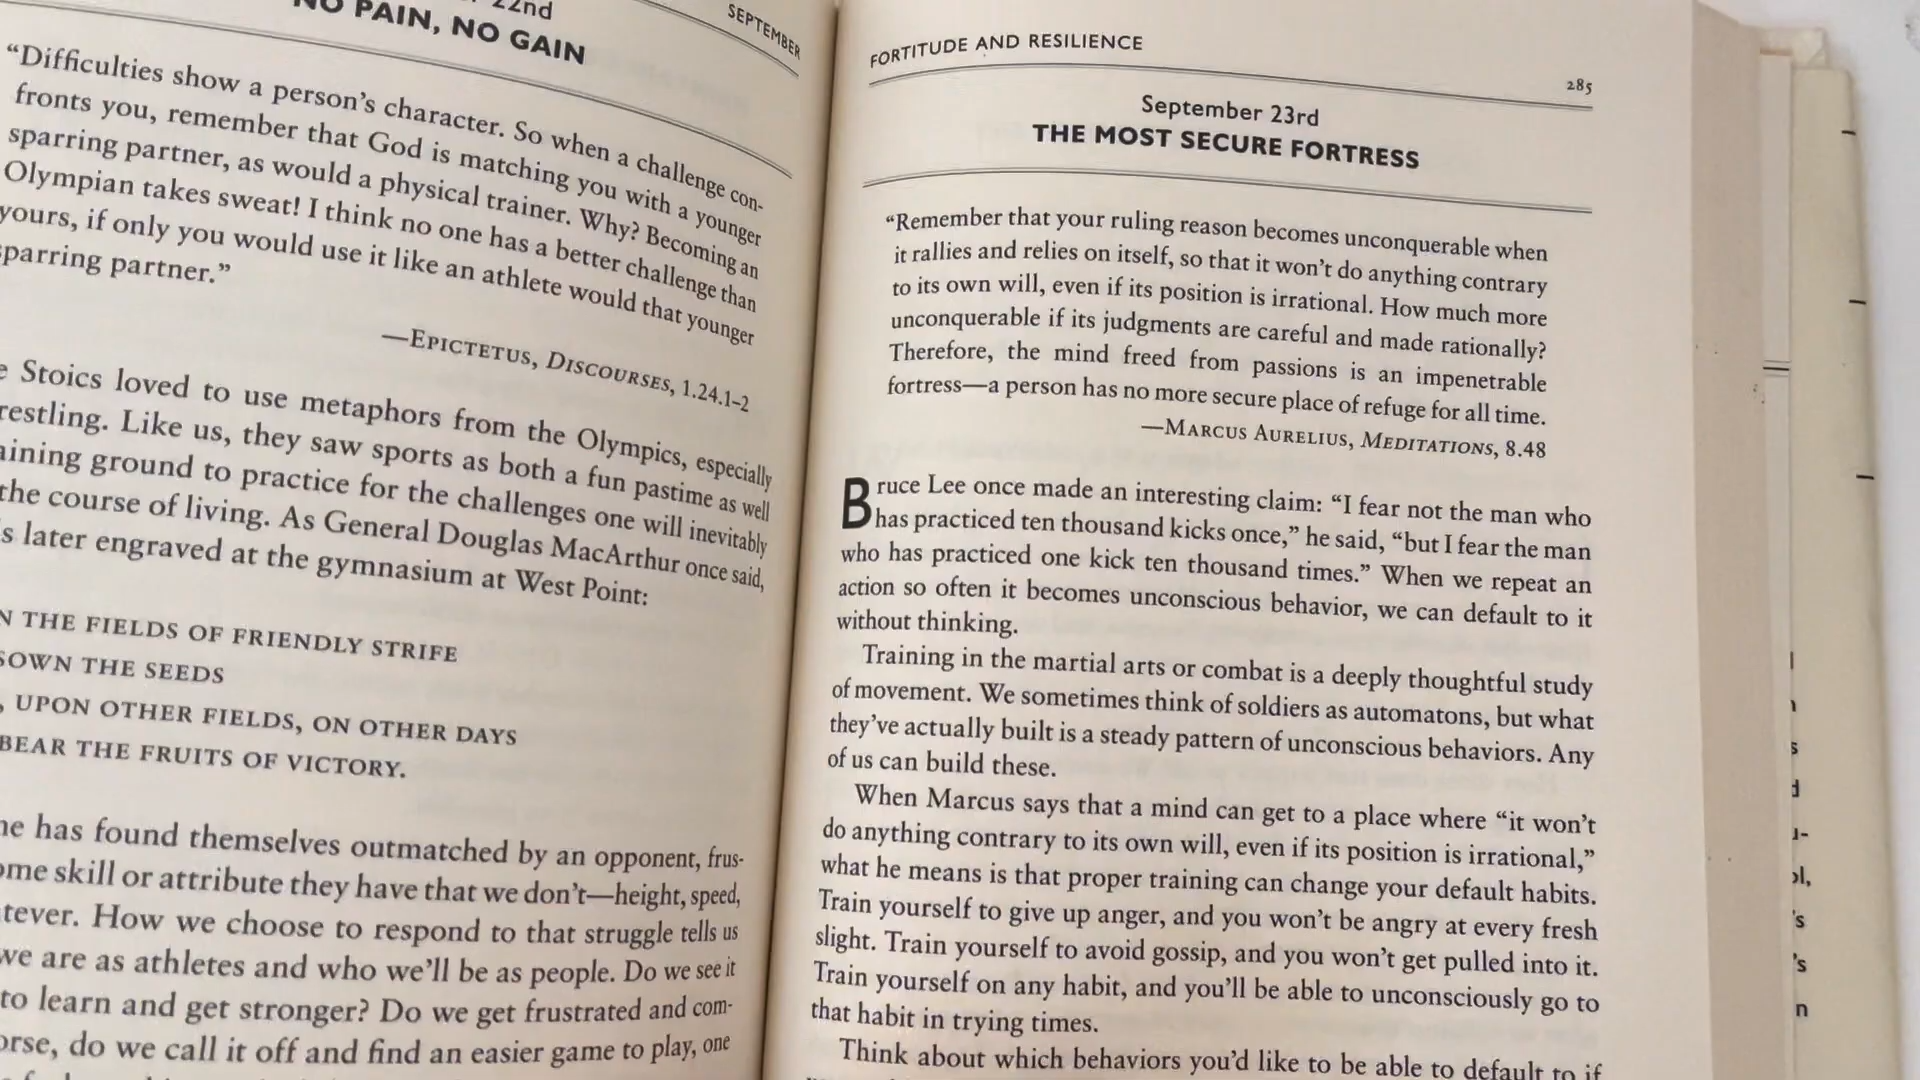 22nd
NO PAIN, NO GAIN
SEPTEMBER
“Difficulties show a person’s character. So when a challenge con-
fronts you, remember that God is matching you with a younger
sparring partner, as would a physical trainer. Why? Becoming an
Olympian takes sweat! I think no one has a better challenge than
yours, if only you would use it like an athlete would that younger
sparring partner.”
—EPICTETUS, DISCOURSES, 1.24.1–2
Stoics loved to use metaphors from the Olympics, especially
restling. Like us, they saw sports as both a fun pastime as well
aining ground to practice for the challenges one will inevitably
the course of living. As General Douglas MacArthur once said,
s later engraved at the gymnasium at West Point:
THE FIELDS OF FRIENDLY STRIFE
SOWN THE SEEDS
, UPON OTHER FIELDS, ON OTHER DAYS
BEAR THE FRUITS OF VICTORY.
ne has found themselves outmatched by an opponent, frus-
ome skill or attribute they have that we don’t—height, speed,
tever. How we choose to respond to that struggle tells us
we are as athletes and who we’ll be as people. Do we see it
to learn and get stronger? Do we get frustrated and com-
orse, do we call it off and find an easier game to play, one
FORTITUDE AND RESILIENCE
285
September 23rd
THE MOST SECURE FORTRESS
“Remember that your ruling reason becomes unconquerable when
it rallies and relies on itself, so that it won’t do anything contrary
to its own will, even if its position is irrational. How much more
unconquerable if its judgments are careful and made rationally?
Therefore, the mind freed from passions is an impenetrable
fortress—a person has no more secure place of refuge for all time.
—MARCUS AURELIUS, MEDITATIONS, 8.48
Bruce Lee once made an interesting claim: “I fear not the man who
has practiced ten thousand kicks once,” he said, “but I fear the man
who has practiced one kick ten thousand times.” When we repeat an
action so often it becomes unconscious behavior, we can default to it
without thinking.
Training in the martial arts or combat is a deeply thoughtful study
of movement. We sometimes think of soldiers as automatons, but what
they’ve actually built is a steady pattern of unconscious behaviors. Any
of us can build these.
When Marcus says that a mind can get to a place where “it won’t
do anything contrary to its own will, even if its position is irrational,”
what he means is that proper training can change your default habits.
Train yourself to give up anger, and you won’t be angry at every fresh
slight. Train yourself to avoid gossip, and you won’t get pulled into it.
Train yourself on any habit, and you’ll be able to unconsciously go to
that habit in trying times.
Think about which behaviors you’d like to be able to default to if